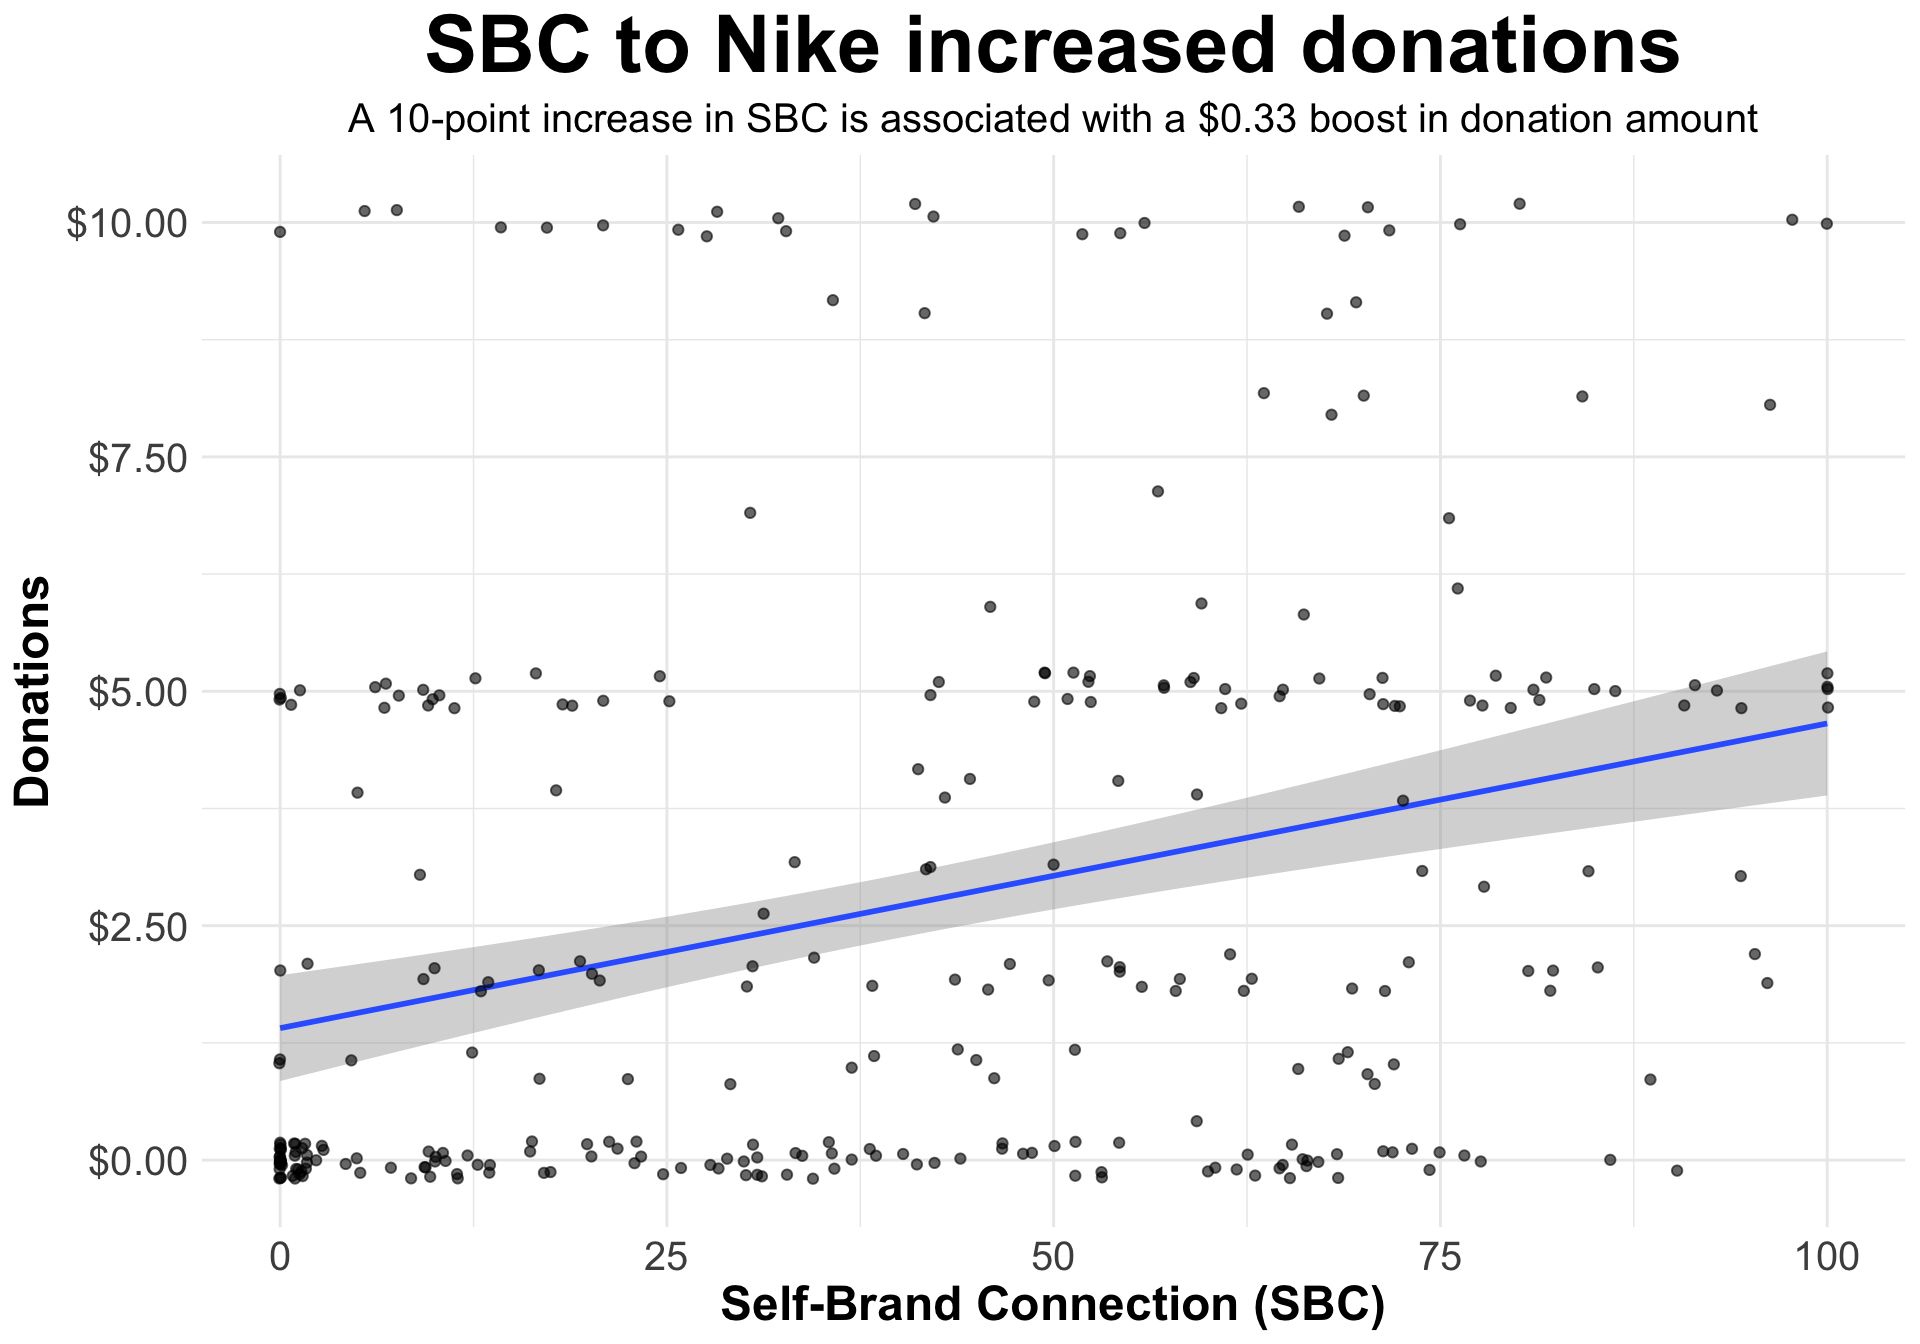 SBC to Nike increased donations
A 10-point increase in SBC is associated with a $0.33 boost in donation amount
$10.00
$7.50
$5.00
$2.50
$0.00
Donations
0 25 50 75 100
Self-Brand Connection (SBC)